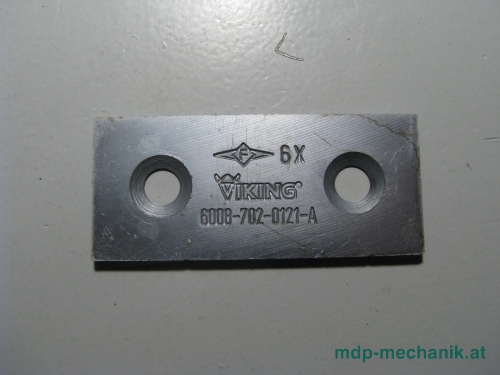 F 6X
VIKING®
6008-702-0121-A
mdp-mechanik.at